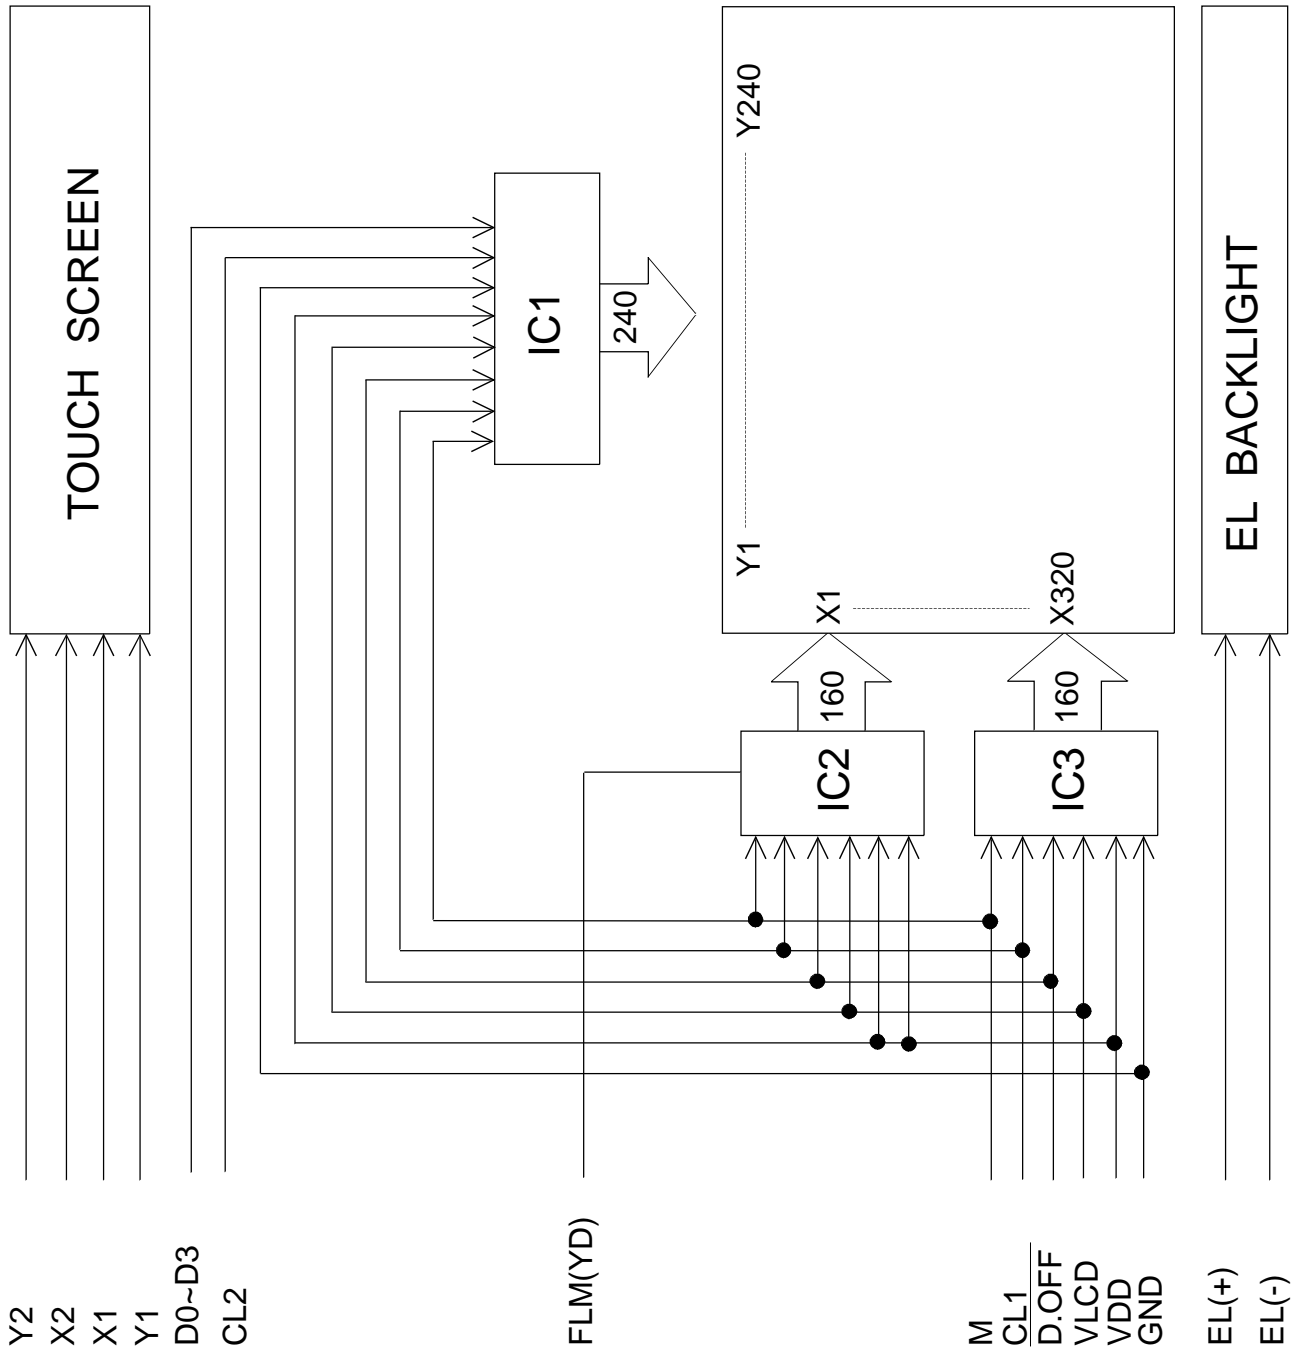 Y2
X2
X1
Y1
D0~D3
CL2
FLM(YD)
M
CL1
D.OFF
VLCD
VDD
GND
EL(+)
EL(-)
TOUCH SCREEN
IC1
240
IC2
160
IC3
160
Y1
Y240
X1
X320
EL BACKLIGHT